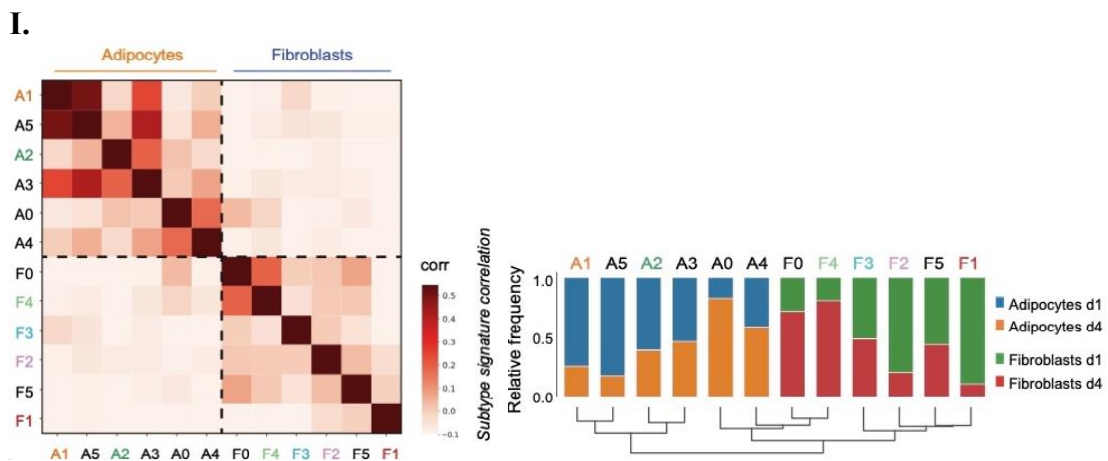 I.
Adipocytes Fibroblasts
A1
A5
A2
A3
A0
A4
F0
F4
F3
F2
F5
F1
A1 A5 A2 A3 A0 A4 F0 F4 F3 F2 F5 F1
corr
0.5
0.4
0.3
0.2
0.1
0.0
−0.1
Subtype signature correlation
Relative frequency
A1 A5 A2 A3 A0 A4 F0 F4 F3 F2 F5 F1
1.0
0.5
0.0
Adipocytes d1
Adipocytes d4
Fibroblasts d1
Fibroblasts d4